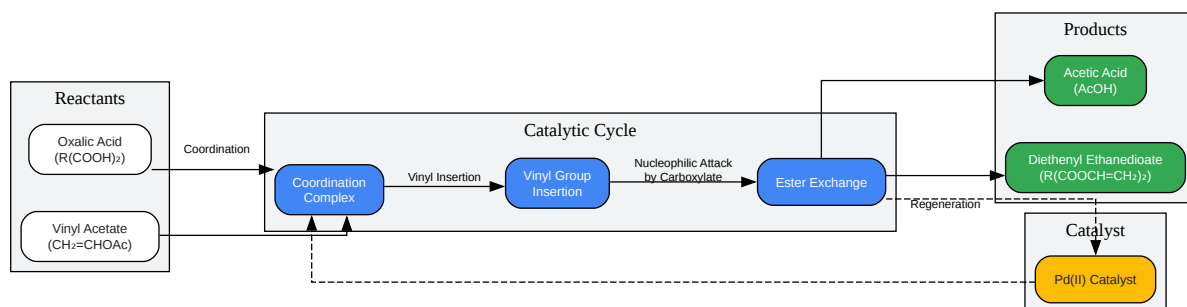 Reactants
Oxalic Acid
(R(COOH)₂)
Vinyl Acetate
(CH₂=CHOAc)
Coordination
Catalytic Cycle
Coordination
Complex
Vinyl Insertion
Vinyl Group
Insertion
Nucleophilic Attack
by Carboxylate
Ester Exchange
Regeneration
Products
Acetic Acid
(AcOH)
Diethenyl Ethanedioate
(R(COOCH=CH₂)₂)
Catalyst
Pd(II) Catalyst